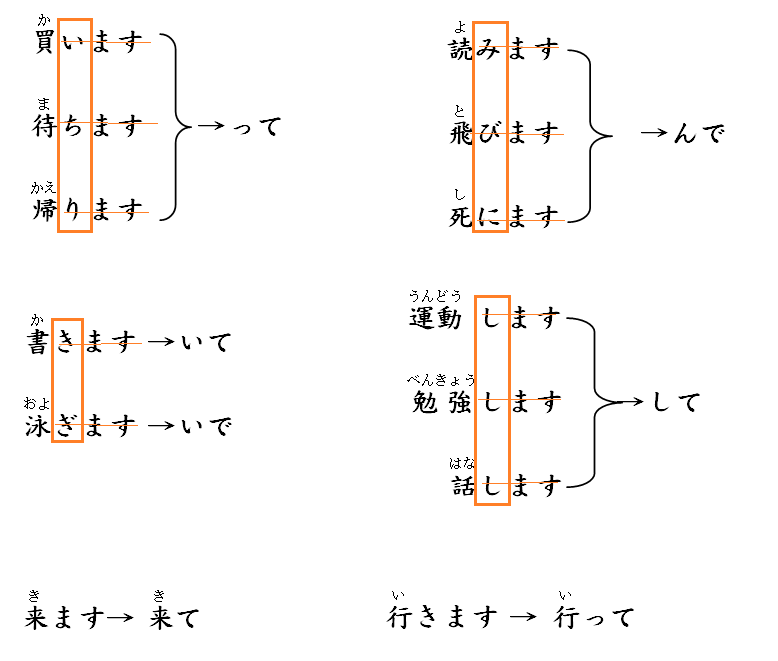 か
買います
ま
待ちます →って
かえ
帰ります
よ
読みます
と
飛びます →んで
し
死にます
か
書きます→いて
およ
泳ぎます→いで
うんどう
運動します
べんきょう
勉強します→して
はな
話します
き き
来ます→来て
い い
行きます→行って